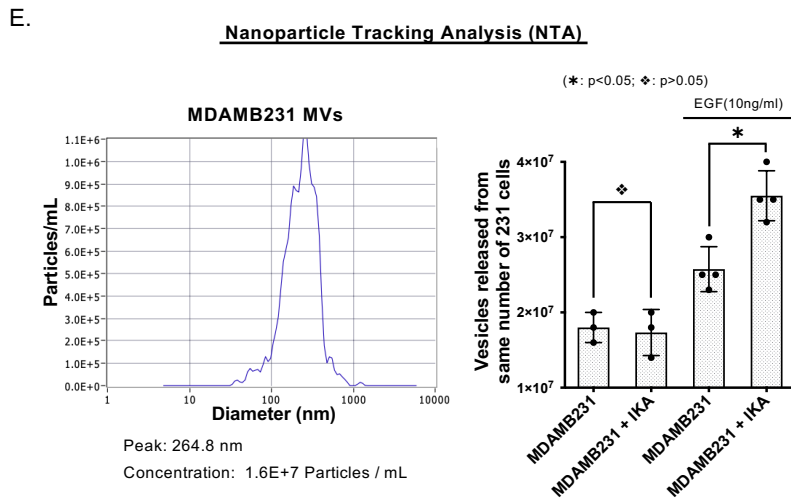 E.
Nanoparticle Tracking Analysis (NTA)
(✱: p<0.05; ❖: p>0.05)
EGF(10ng/ml)
MDAMB231 MVs
✱
❖
Particles/mL
1.1E+6
1.0E+6
9.0E+5
8.0E+5
7.0E+5
6.0E+5
5.0E+5
4.0E+5
3.0E+5
2.0E+5
1.0E+5
0.0E+0
1
10
100
1000
10000
Diameter (nm)
Peak: 264.8 nm
Concentration: 1.6E+7 Particles / mL
Vesicles released from
same number of 231 cells
4×10⁷
3×10⁷
2×10⁷
1×10⁷
MDAMB231
MDAMB231 + IKA
MDAMB231
MDAMB231 + IKA